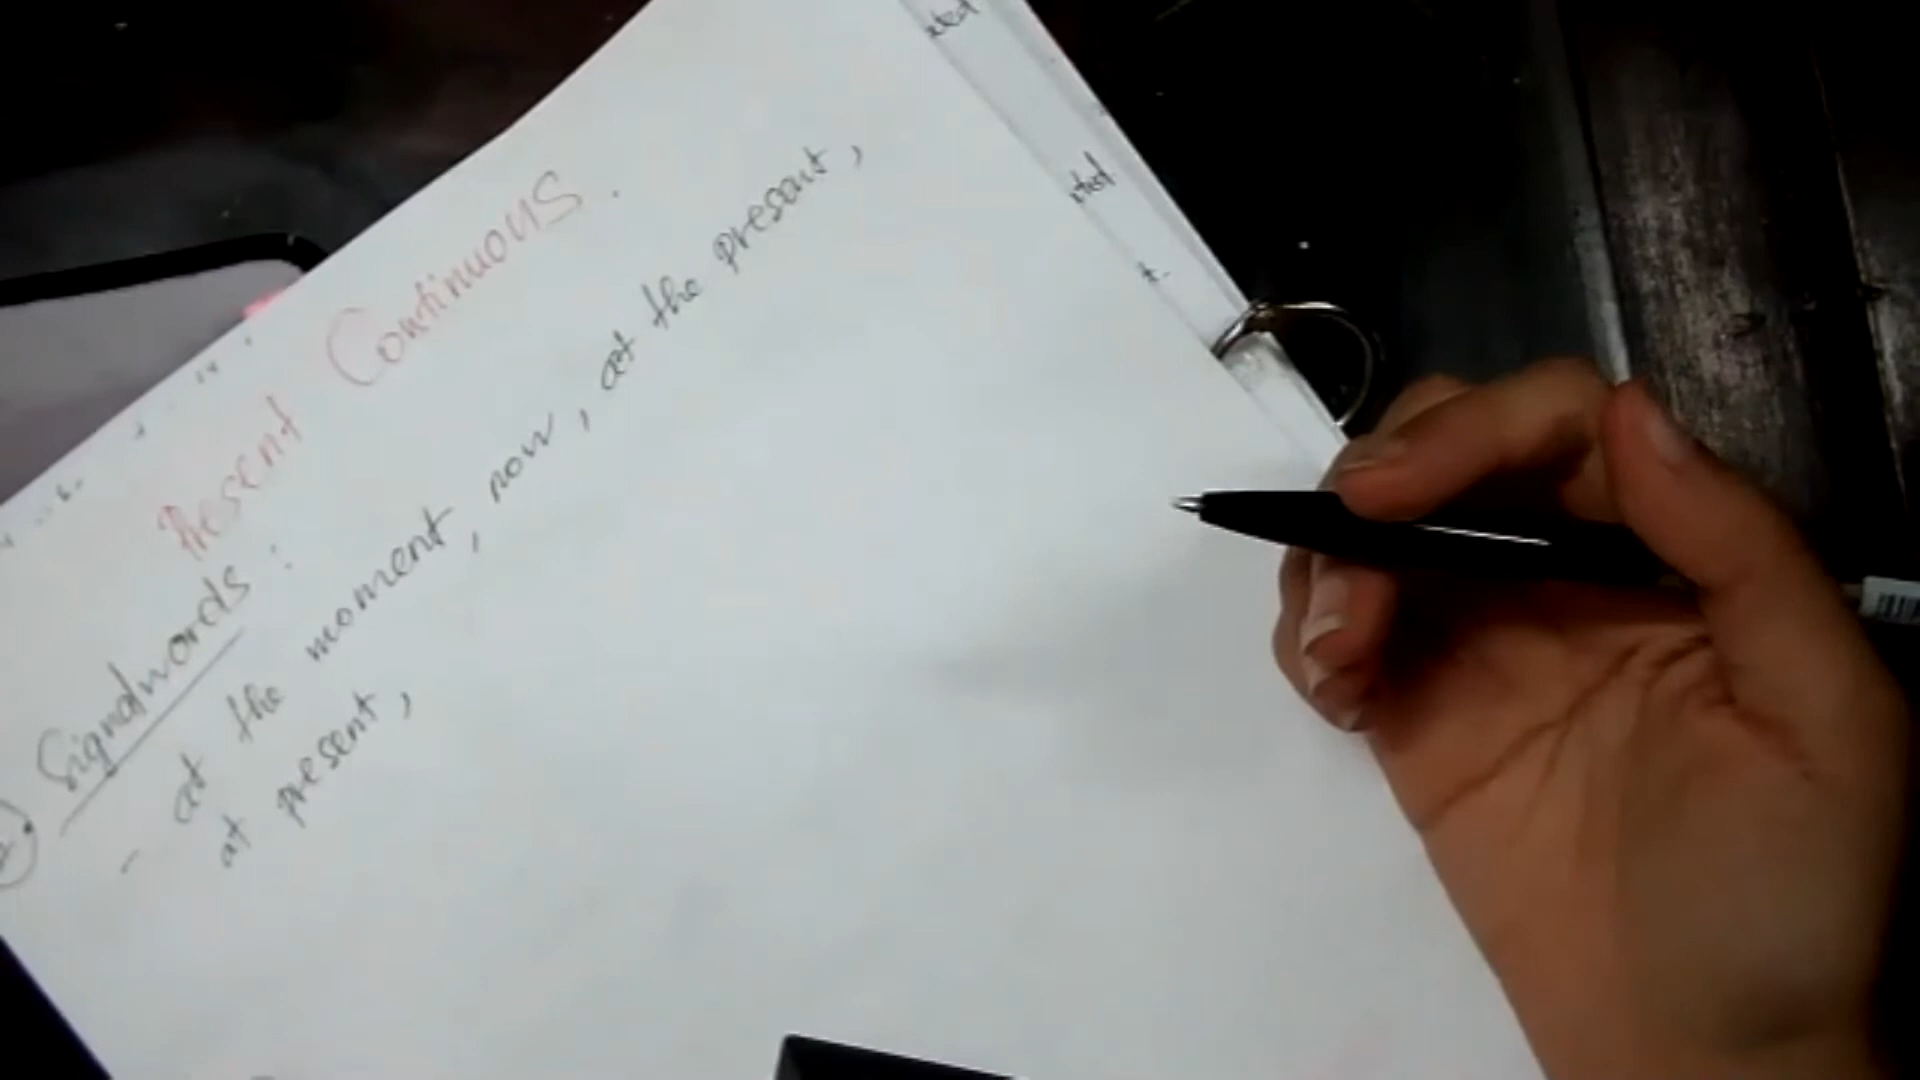 Present Continuous.
Signalwords :
- at the moment, now, at the present,
at present,